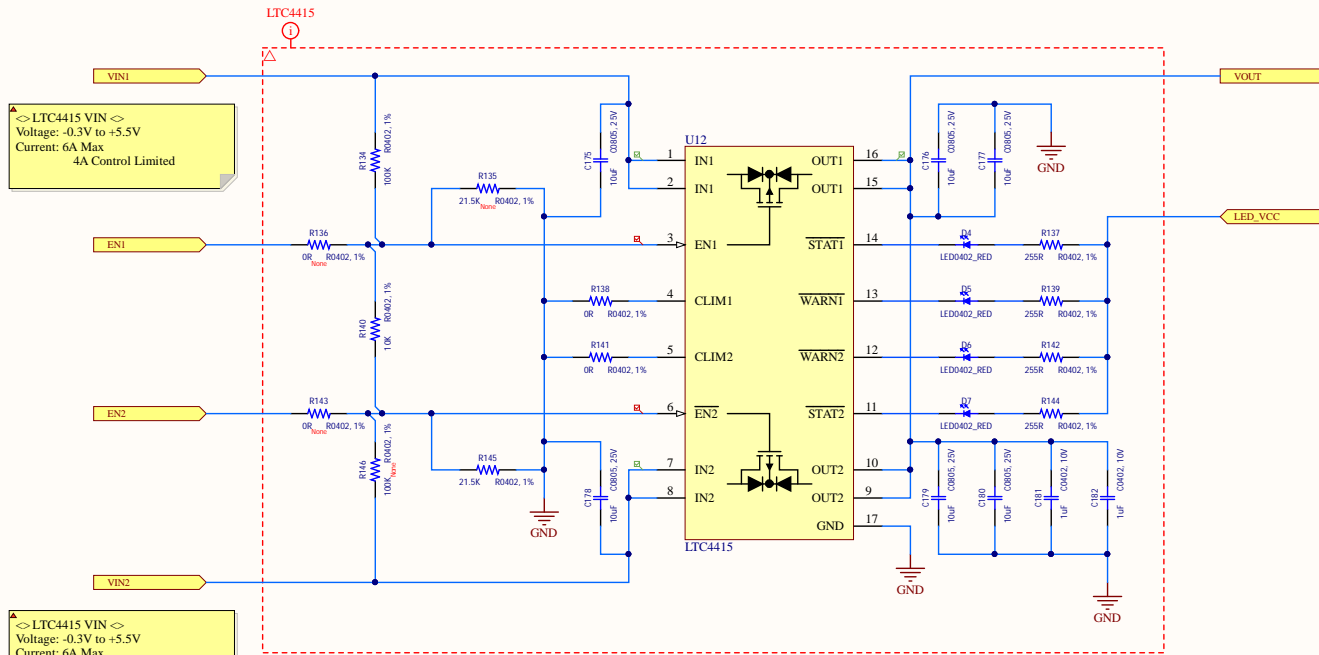 LTC4415
i
VIN1
VOUT
<> LTC4415 VIN <>
Voltage: -0.3V to +5.5V
Current: 6A Max
4A Control Limited
R134
100K
R0402, 1%
C175
10uF
C0805, 25V
U12
C176
10uF
C0805, 25V
C177
10uF
C0805, 25V
GND
1
IN1
OUT1
16
2
IN1
OUT1
15
R135
21.5K
R0402, 1%
None
LED_VCC
EN1
R136
0R
R0402, 1%
None
3
EN1
STAT1
14
D4
LED0402_RED
R137
255R
R0402, 1%
R138
0R
R0402, 1%
4
CLIM1
WARN1
13
D5
LED0402_RED
R139
255R
R0402, 1%
R140
10K
R0402, 1%
R141
0R
R0402, 1%
5
CLIM2
WARN2
12
D6
LED0402_RED
R142
255R
R0402, 1%
EN2
R143
0R
R0402, 1%
None
6
EN2
STAT2
11
D7
LED0402_RED
R144
255R
R0402, 1%
R146
100K
R0402, 1%
None
R145
21.5K
R0402, 1%
C178
10uF
C0805, 25V
7
IN2
OUT2
10
8
IN2
OUT2
9
GND
17
LTC4415
C179
10uF
C0805, 25V
C180
10uF
C0805, 25V
C181
1uF
C0402, 10V
C182
1uF
C0402, 10V
GND
GND
GND
VIN2
<> LTC4415 VIN <>
Voltage: -0.3V to +5.5V
Current: 6A Max